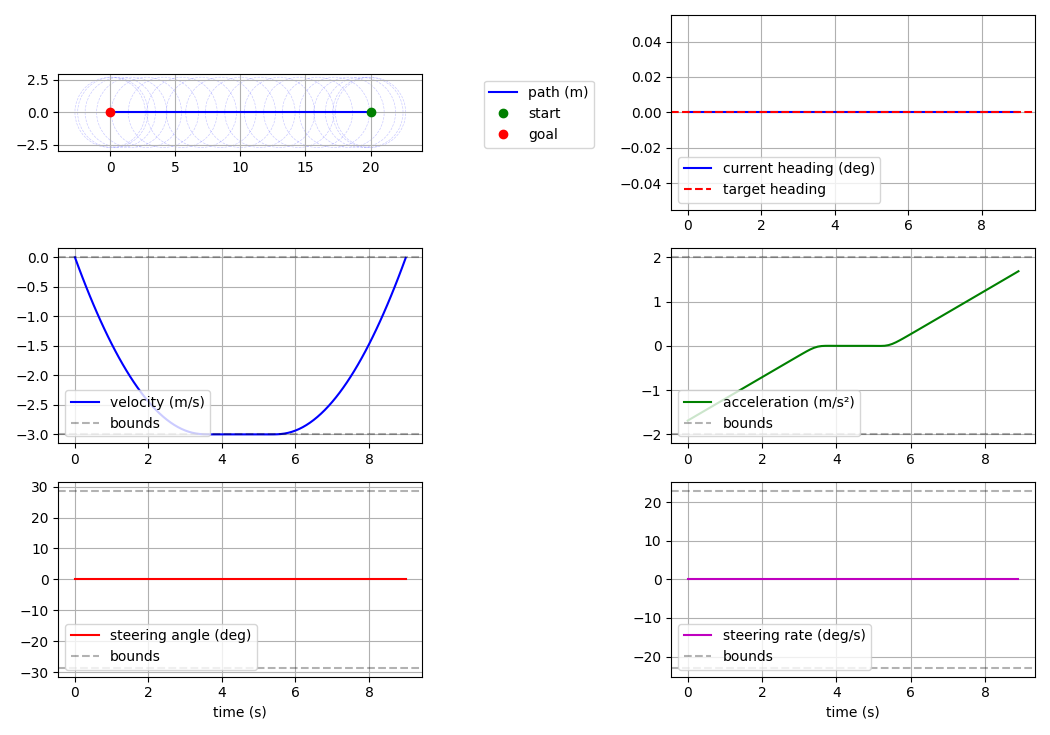 2.5
0.0
−2.5
0 5 10 15 20
path (m)
start
goal
0.04
0.02
0.00
−0.02
−0.04
current heading (deg)
target heading
0 2 4 6 8
0.0
−0.5
−1.0
−1.5
−2.0
−2.5
−3.0
velocity (m/s)
bounds
0 2 4 6 8
2
1
0
−1
−2
acceleration (m/s²)
bounds
0 2 4 6 8
30
20
10
0
−10
−20
−30
steering angle (deg)
bounds
0 2 4 6 8
time (s)
20
10
0
−10
−20
steering rate (deg/s)
bounds
0 2 4 6 8
time (s)